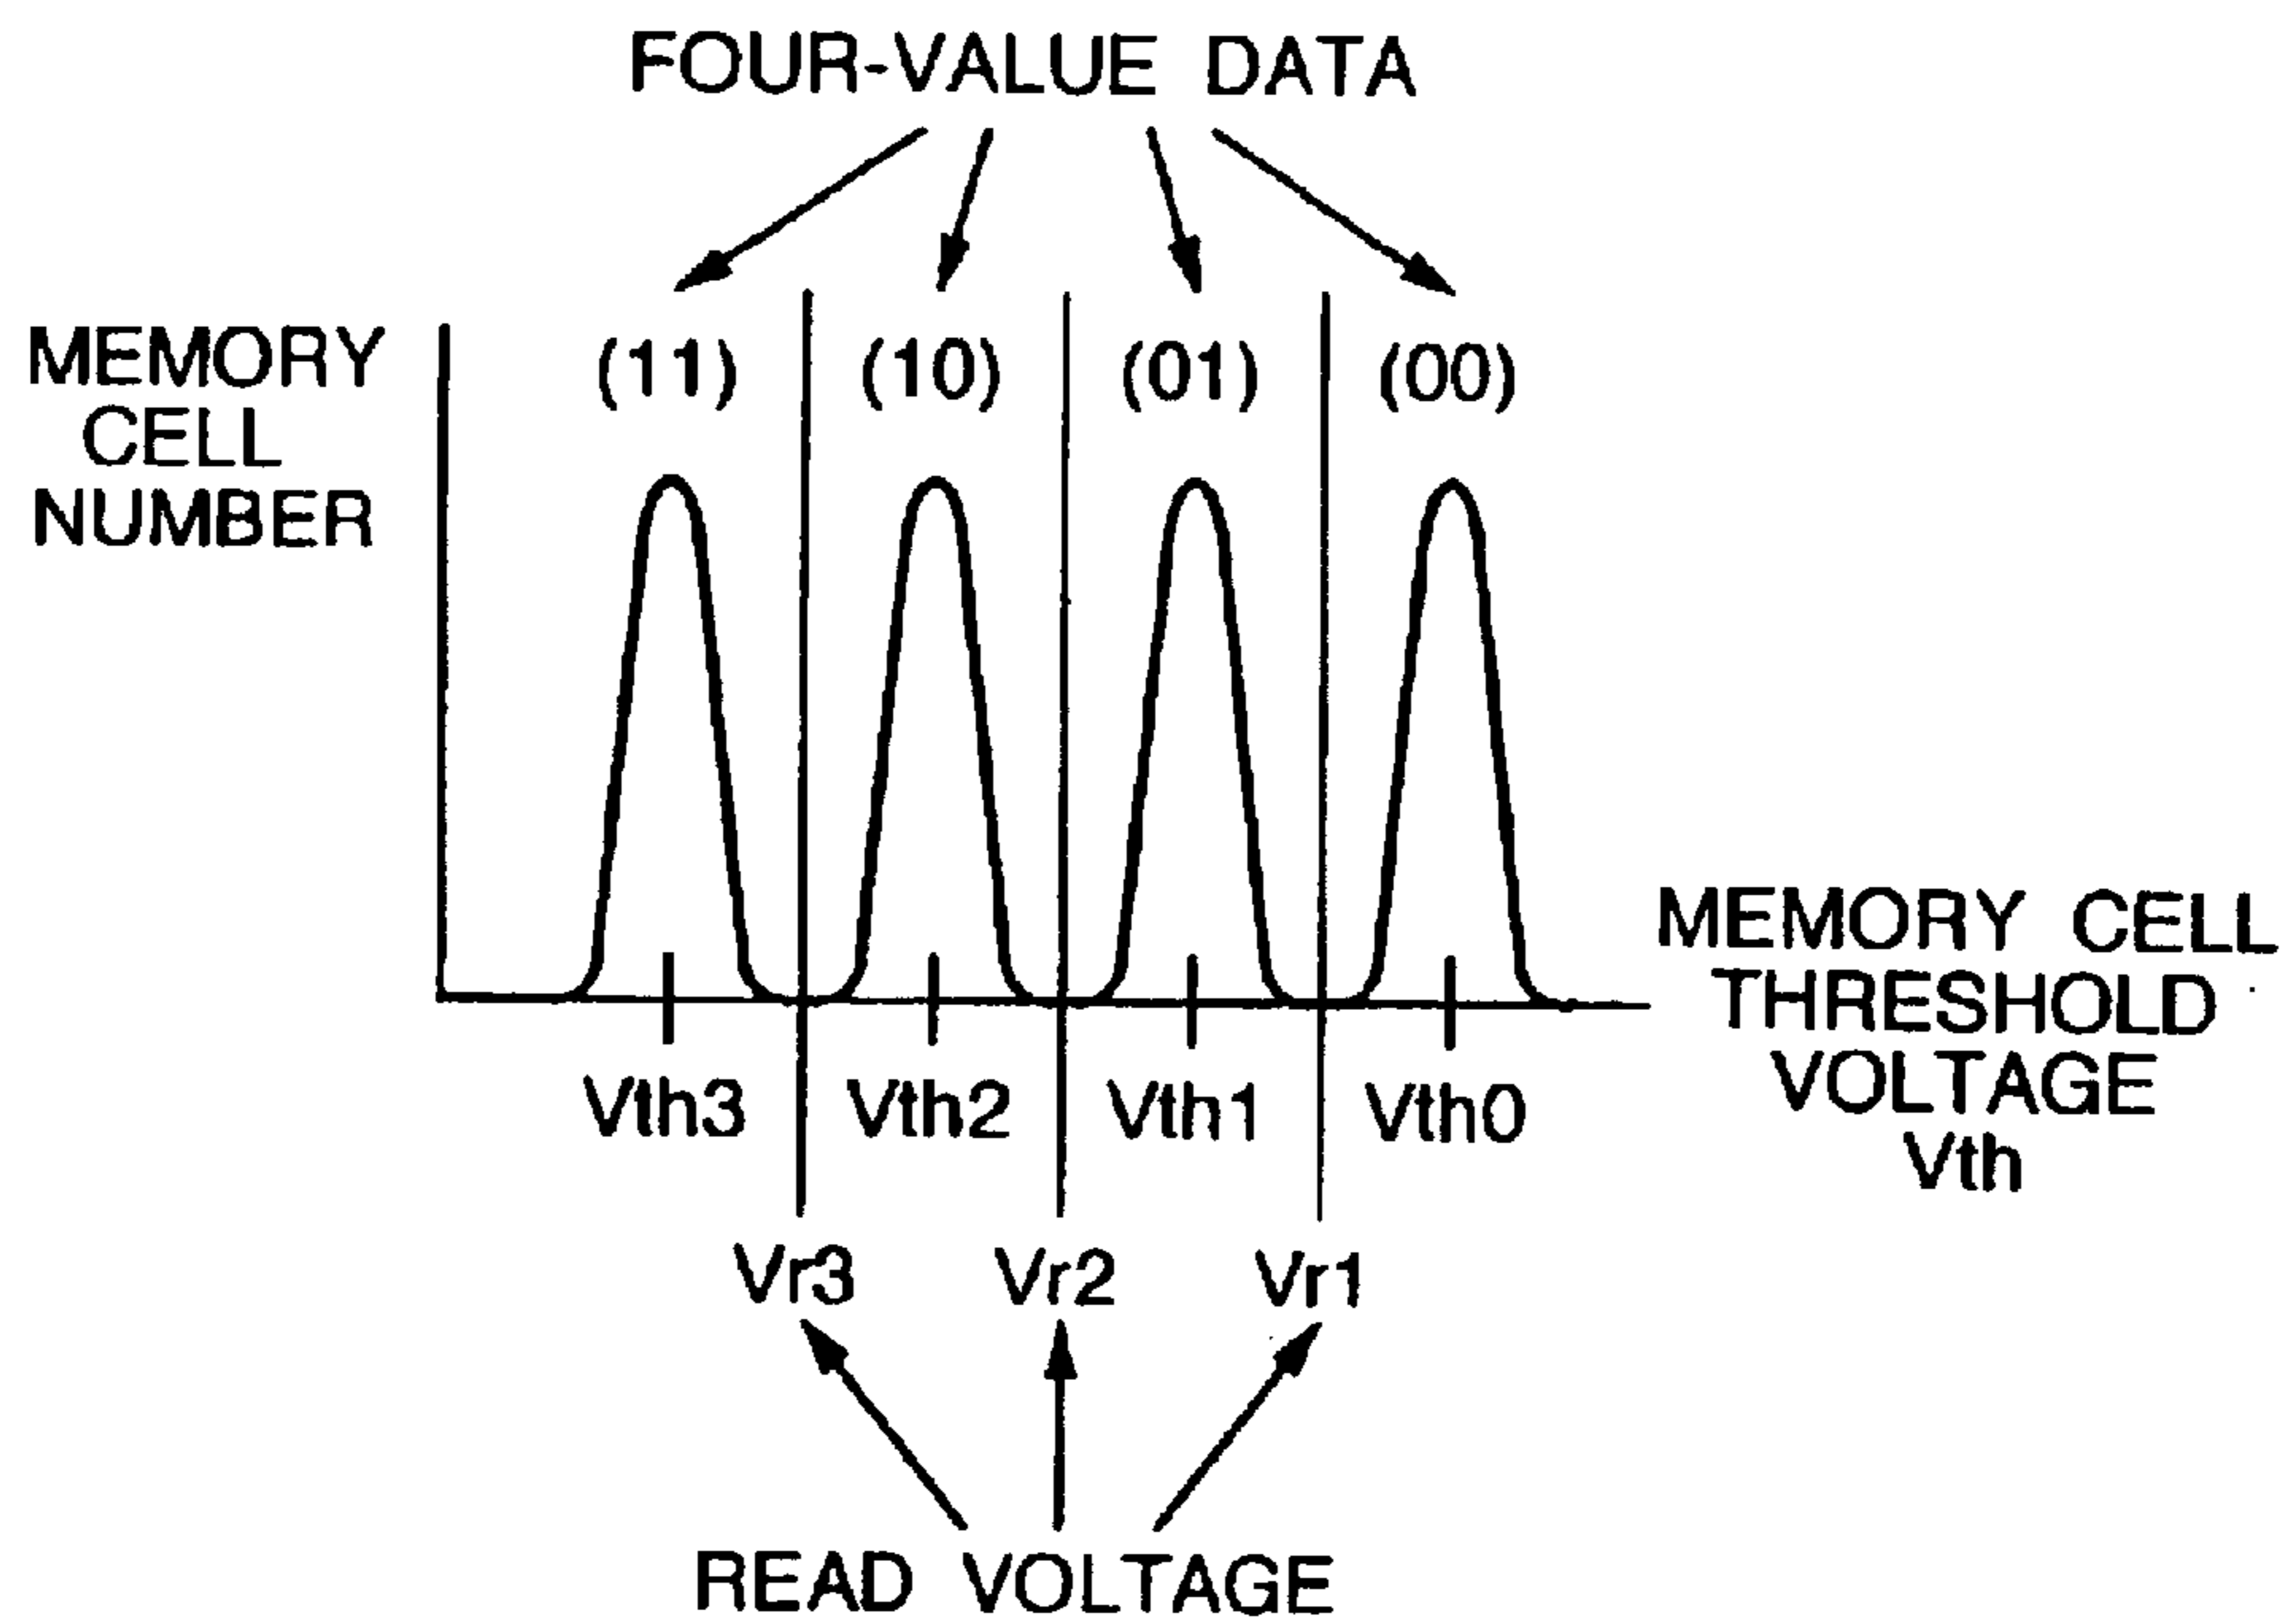 FOUR-VALUE DATA
(11) (10) (01) (00)
MEMORY
CELL
NUMBER
MEMORY CELL
THRESHOLD
VOLTAGE
Vth
Vth3 Vth2 Vth1 Vth0
Vr3 Vr2 Vr1
READ VOLTAGE